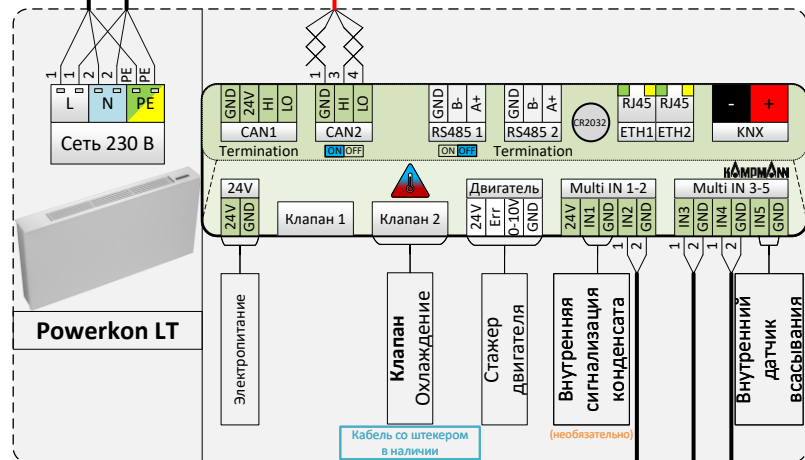 1 1 2 2 PE PE
L N PE
Сеть 230 В
Powerkon LT
1 3 4
GND 24V HI LO
GND HI LO
GND B- A+
GND B- A+
CR2032
RJ45 RJ45
- +
CAN1 CAN2 RS485 1 RS485 2 ETH1 ETH2 KNX
Termination ON OFF ON OFF Termination
KAMPMANN
24V
Клапан 1
Клапан 2
Двигатель
Multi IN 1-2
Multi IN 3-5
24V GND
24V Err 0-10V GND
24V IN1 GND IN2 GND
IN3 GND IN4 GND IN5 GND
1 2 1 2 1 2
Электропитание
Клапан
Охлаждение
Стажер
двигателя
Внутренняя
сигнализация
конденсата
Внутренний
датчик
всасывания
Кабель со штекером
в наличии
(необязательно)